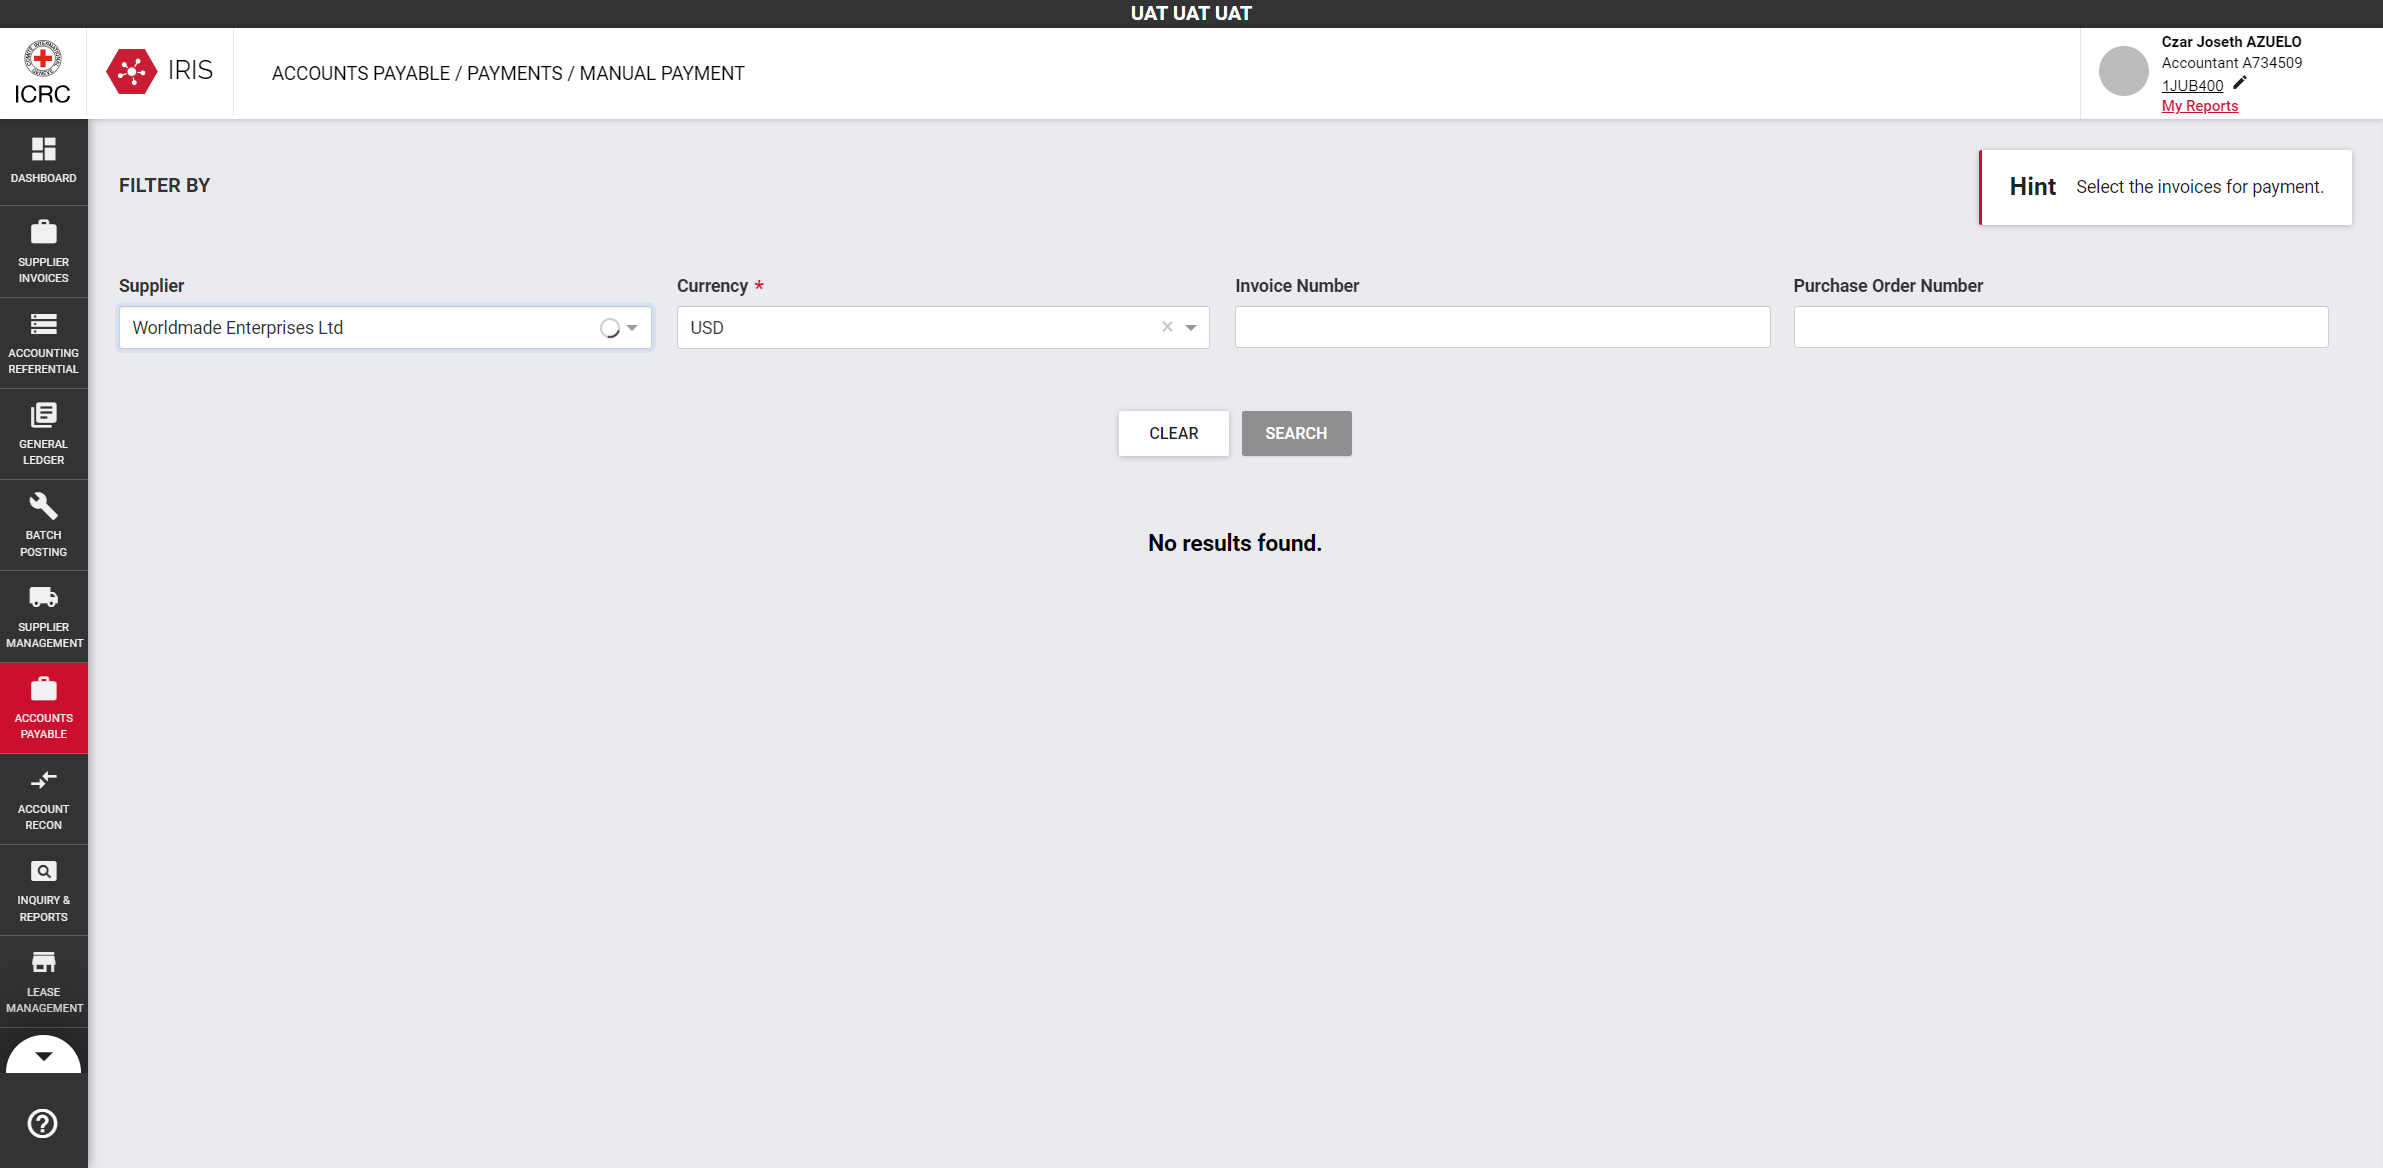 UAT UAT UAT
ICRC
IRIS
ACCOUNTS PAYABLE / PAYMENTS / MANUAL PAYMENT
Czar Joseth AZUELO
Accountant A734509
1JUB400
My Reports
DASHBOARD
SUPPLIER
INVOICES
ACCOUNTING
REFERENTIAL
GENERAL
LEDGER
BATCH
POSTING
SUPPLIER
MANAGEMENT
ACCOUNTS
PAYABLE
ACCOUNT
RECON
INQUIRY &
REPORTS
LEASE
MANAGEMENT
FILTER BY
Hint Select the invoices for payment.
Supplier
Worldmade Enterprises Ltd
Currency *
USD
Invoice Number
Purchase Order Number
CLEAR
SEARCH
No results found.